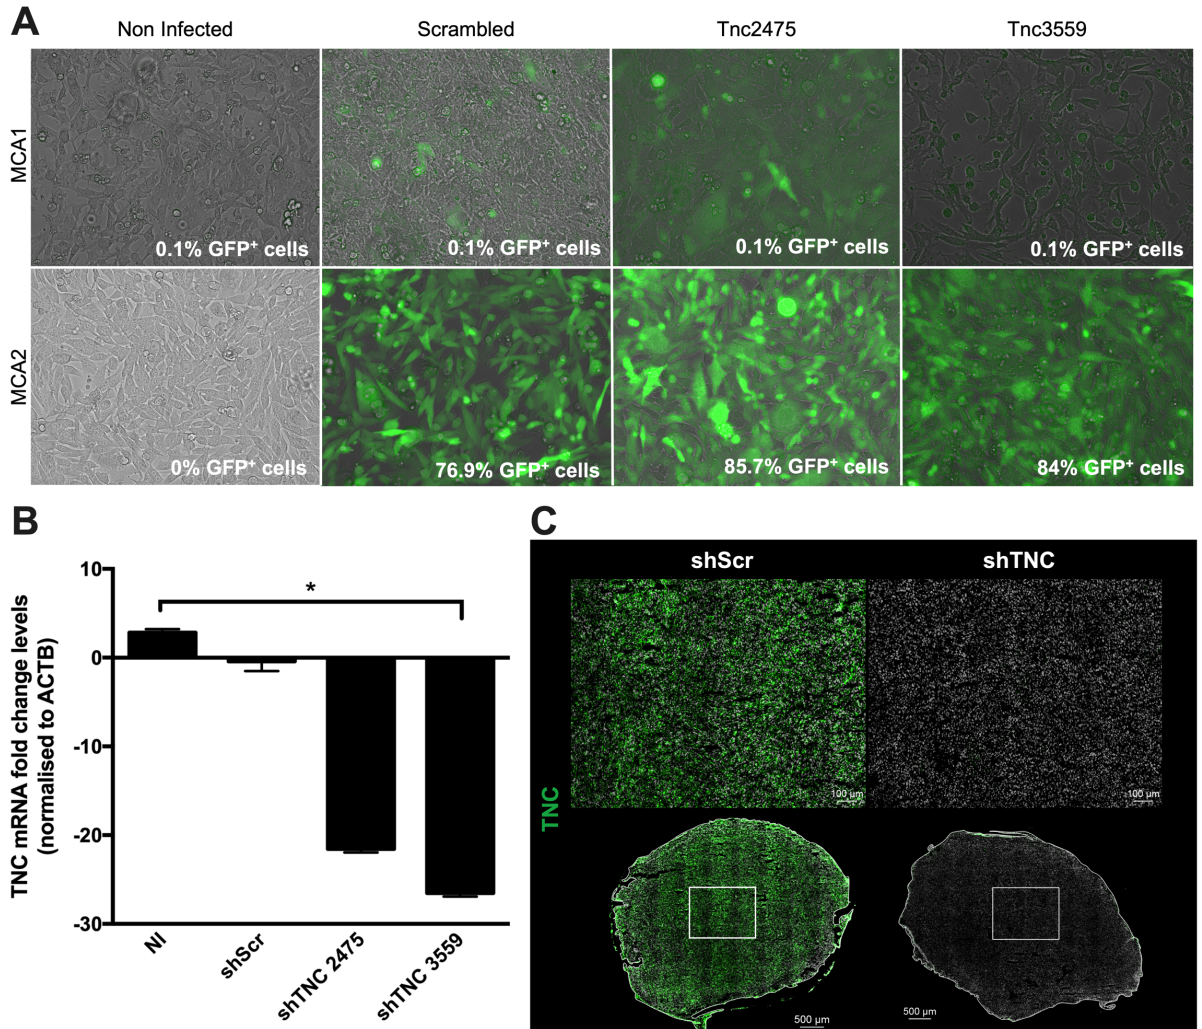 A
Non Infected
Scrambled
Tnc2475
Tnc3559
MCA1
0.1% GFP⁺ cells
0.1% GFP⁺ cells
0.1% GFP⁺ cells
0.1% GFP⁺ cells
MCA2
0% GFP⁺ cells
76.9% GFP⁺ cells
85.7% GFP⁺ cells
84% GFP⁺ cells
B
TNC mRNA fold change levels
(normalised to ACTB)
10
0
-10
-20
-30
*
NI
shScr
shTNC 2475
shTNC 3559
C
shScr
shTNC
TNC
100 µm
100 µm
500 µm
500 µm